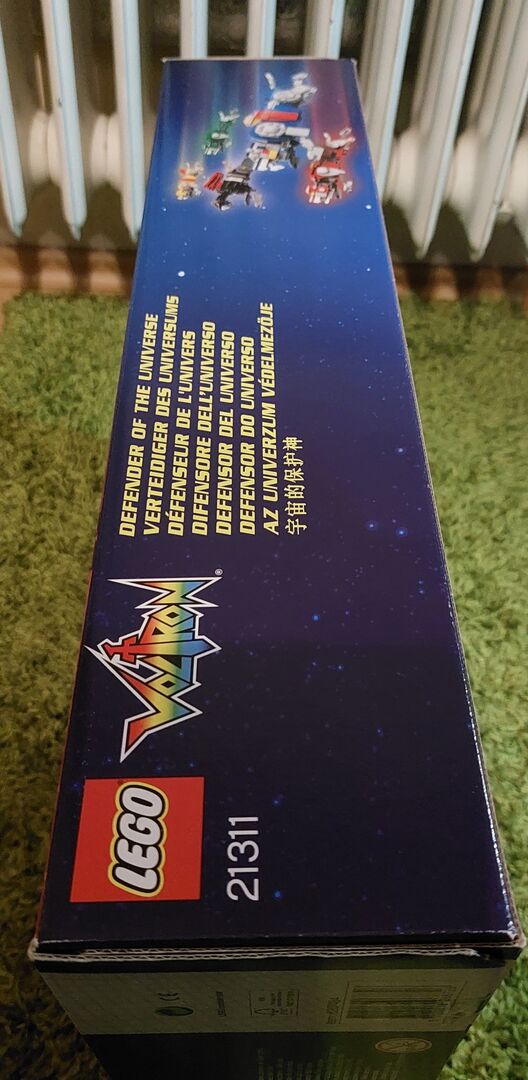 LEGO
21311
VOLTRON
DEFENDER OF THE UNIVERSE
VERTEIDIGER DES UNIVERSUMS
DÉFENSEUR DE L'UNIVERS
DIFENSORE DELL'UNIVERSO
DEFENSOR DEL UNIVERSO
DEFENSOR DO UNIVERSO
AZ UNIVERZUM VÉDELMEZŐJE
宇宙的保护神